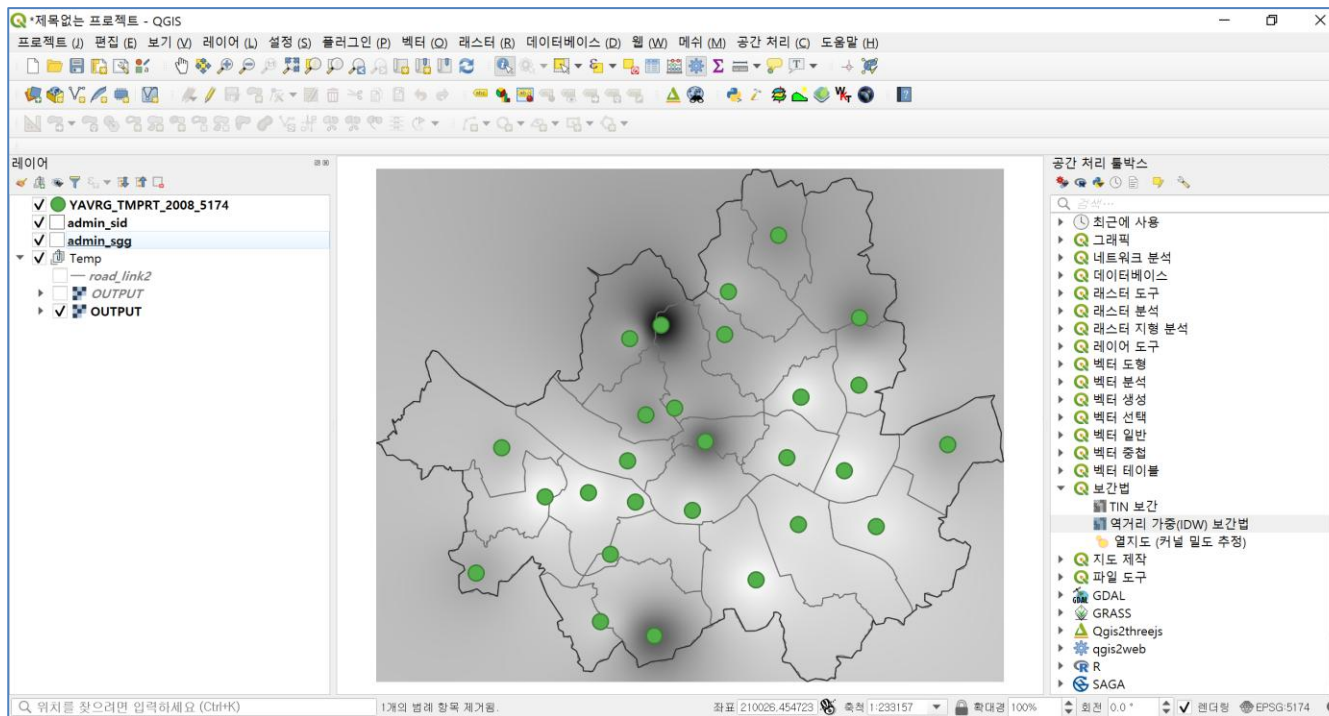 *제목없는 프로젝트 - QGIS
프로젝트 (J) 편집 (E) 보기 (V) 레이어 (L) 설정 (S) 플러그인 (P) 벡터 (O) 래스터 (R) 데이터베이스 (D) 웹 (W) 메쉬 (M) 공간 처리 (C) 도움말 (H)
레이어
YAVRG_TMPRT_2008_5174
admin_sid
admin_sgg
Temp
road_link2
OUTPUT
OUTPUT
공간 처리 툴박스
검색…
최근에 사용
그래픽
네트워크 분석
데이터베이스
래스터 도구
래스터 분석
래스터 지형 분석
레이어 도구
벡터 도형
벡터 분석
벡터 생성
벡터 선택
벡터 일반
벡터 중첩
벡터 테이블
보간법
TIN 보간
역거리 가중(IDW) 보간법
열지도 (커널 밀도 추정)
지도 제작
파일 도구
GDAL
GRASS
Qgis2threejs
qgis2web
R
SAGA
위치를 찾으려면 입력하세요 (Ctrl+K)
1개의 범례 항목 제거됨.
좌표 210026,454723
축척 1:233157
확대경 100%
회전 0.0 °
렌더링
EPSG:5174